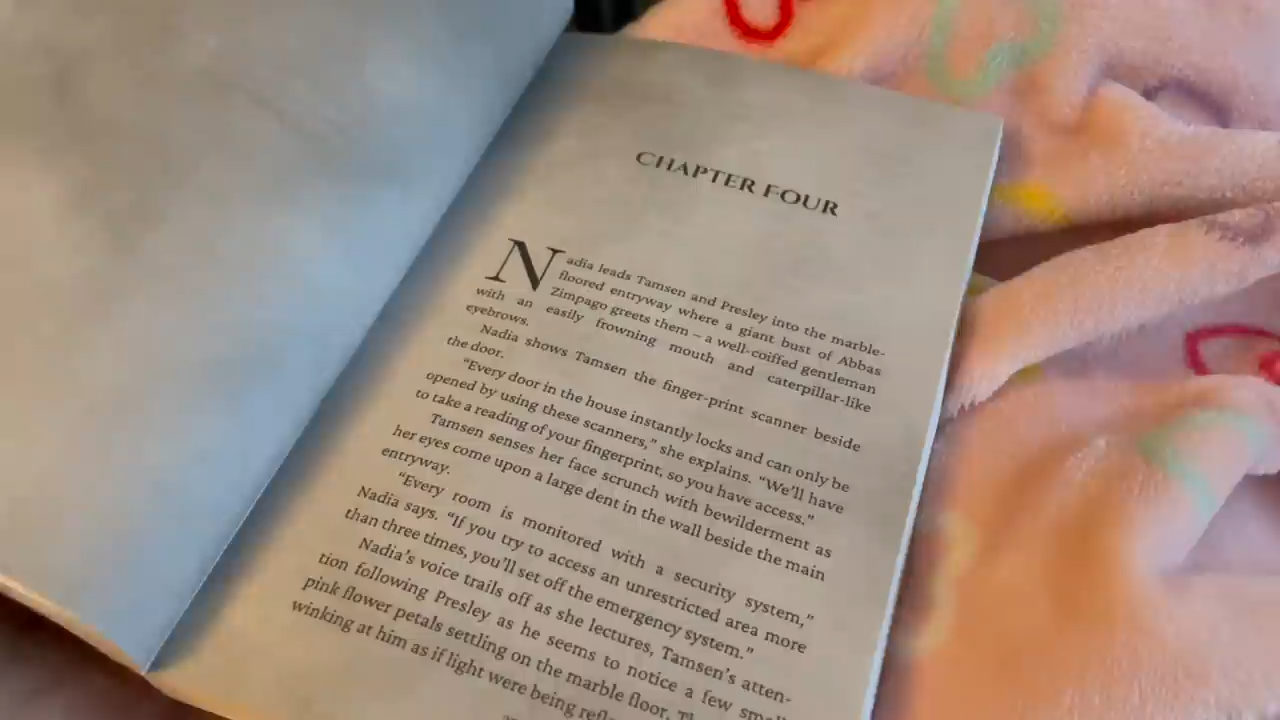 CHAPTER FOUR
Nadia leads Tamsen and Presley into the marble-
floored entryway where a giant bust of Abbas
Zimpago greets them – a well-coiffed gentleman
with an easily frowning mouth and caterpillar-like
eyebrows.
Nadia shows Tamsen the finger-print scanner beside
the door.
“Every door in the house instantly locks and can only be
opened by using these scanners,” she explains. “We’ll have
to take a reading of your fingerprint, so you have access.”
Tamsen senses her face scrunch with bewilderment as
her eyes come upon a large dent in the wall beside the main
entryway.
“Every room is monitored with a security system,”
Nadia says. “If you try to access an unrestricted area more
than three times, you’ll set off the emergency system.”
Nadia’s voice trails off as she lectures, Tamsen’s atten-
tion following Presley as he seems to notice a few
pink flower petals settling on the marble floor,
winking at him as if light were being